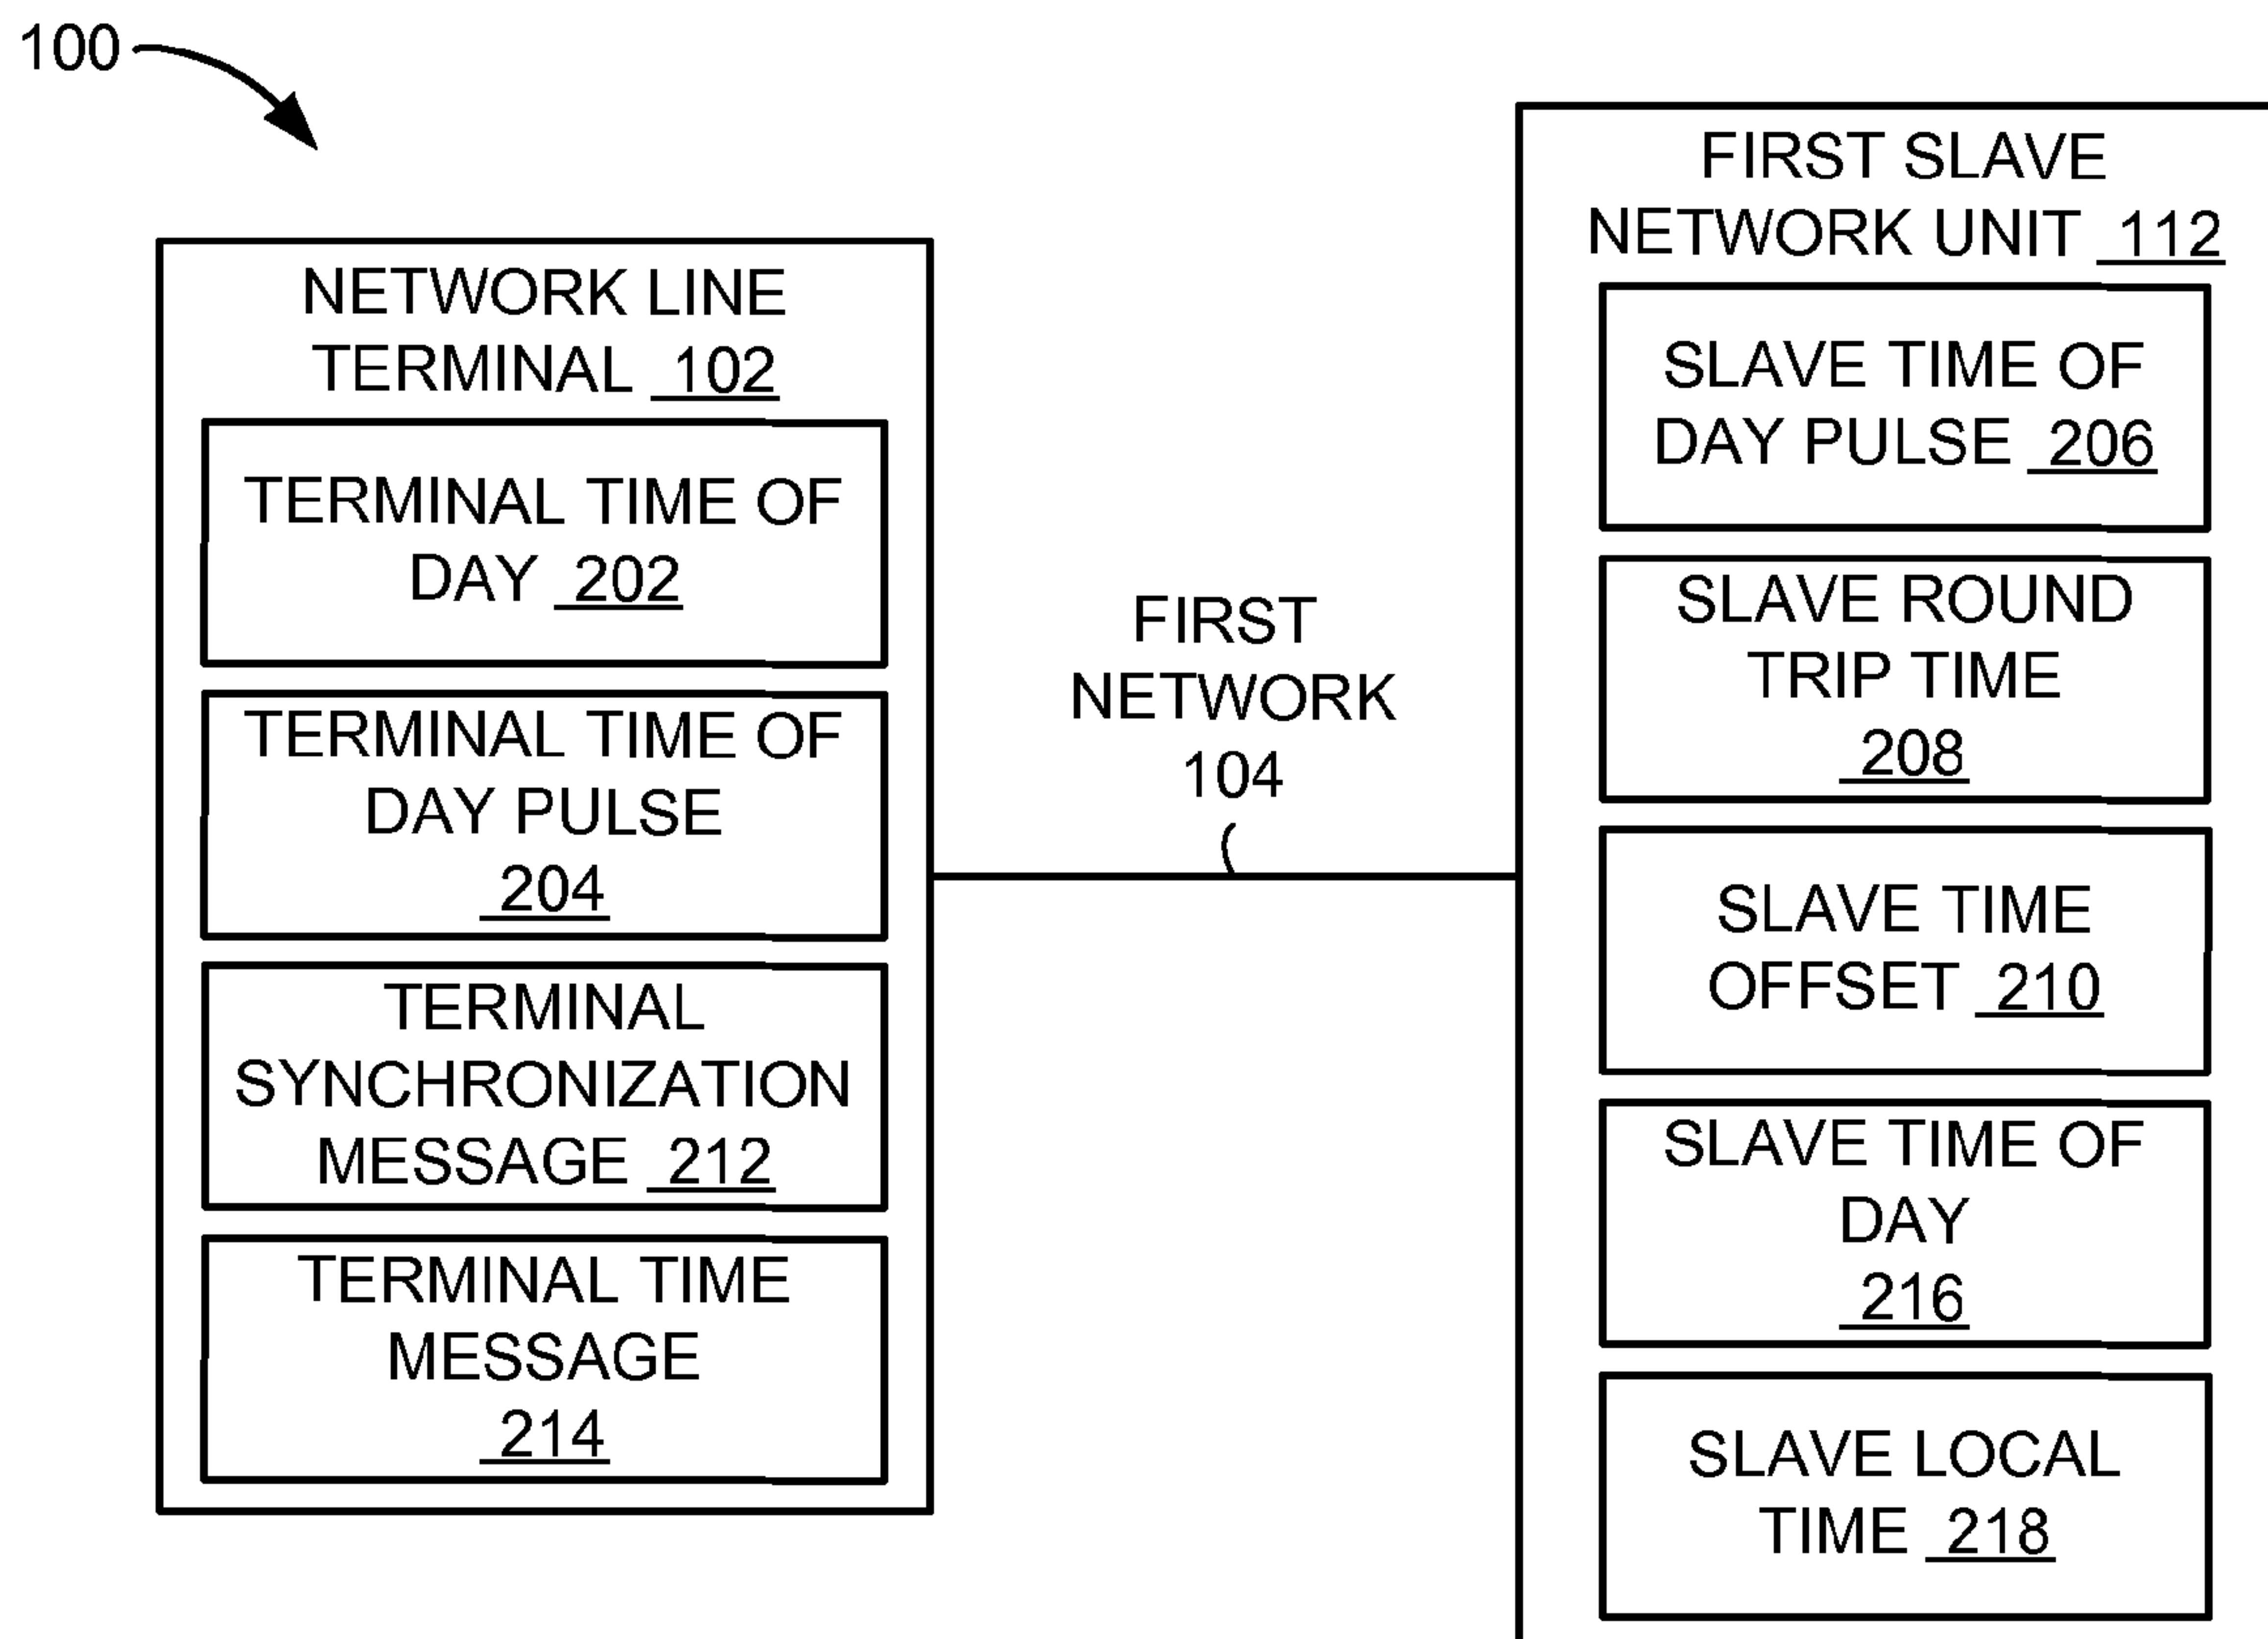 100
NETWORK LINE
TERMINAL 102
TERMINAL TIME OF
DAY 202
TERMINAL TIME OF
DAY PULSE
204
TERMINAL
SYNCHRONIZATION
MESSAGE 212
TERMINAL TIME
MESSAGE
214
FIRST
NETWORK
104
FIRST SLAVE
NETWORK UNIT 112
SLAVE TIME OF
DAY PULSE 206
SLAVE ROUND
TRIP TIME
208
SLAVE TIME
OFFSET 210
SLAVE TIME OF
DAY
216
SLAVE LOCAL
TIME 218